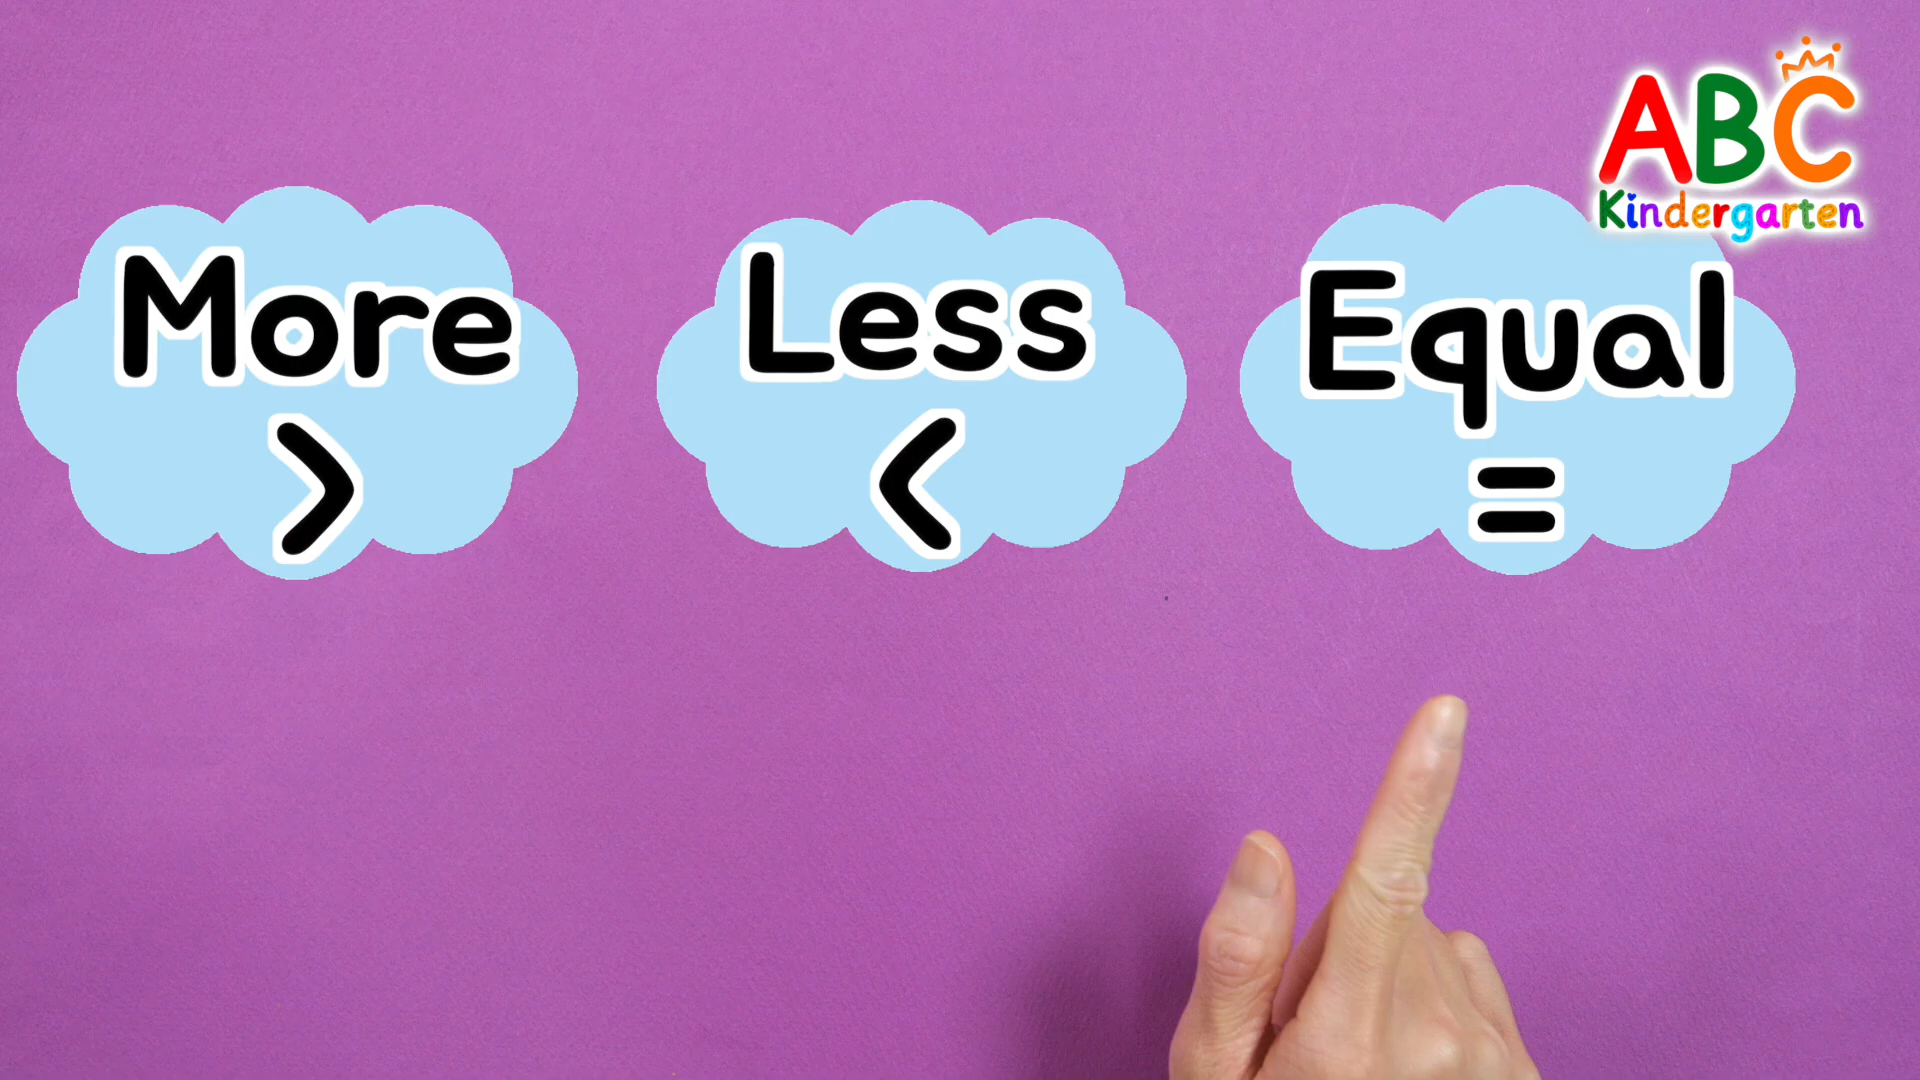 More
>
Less
<
Equal
=
ABC
Kindergarten